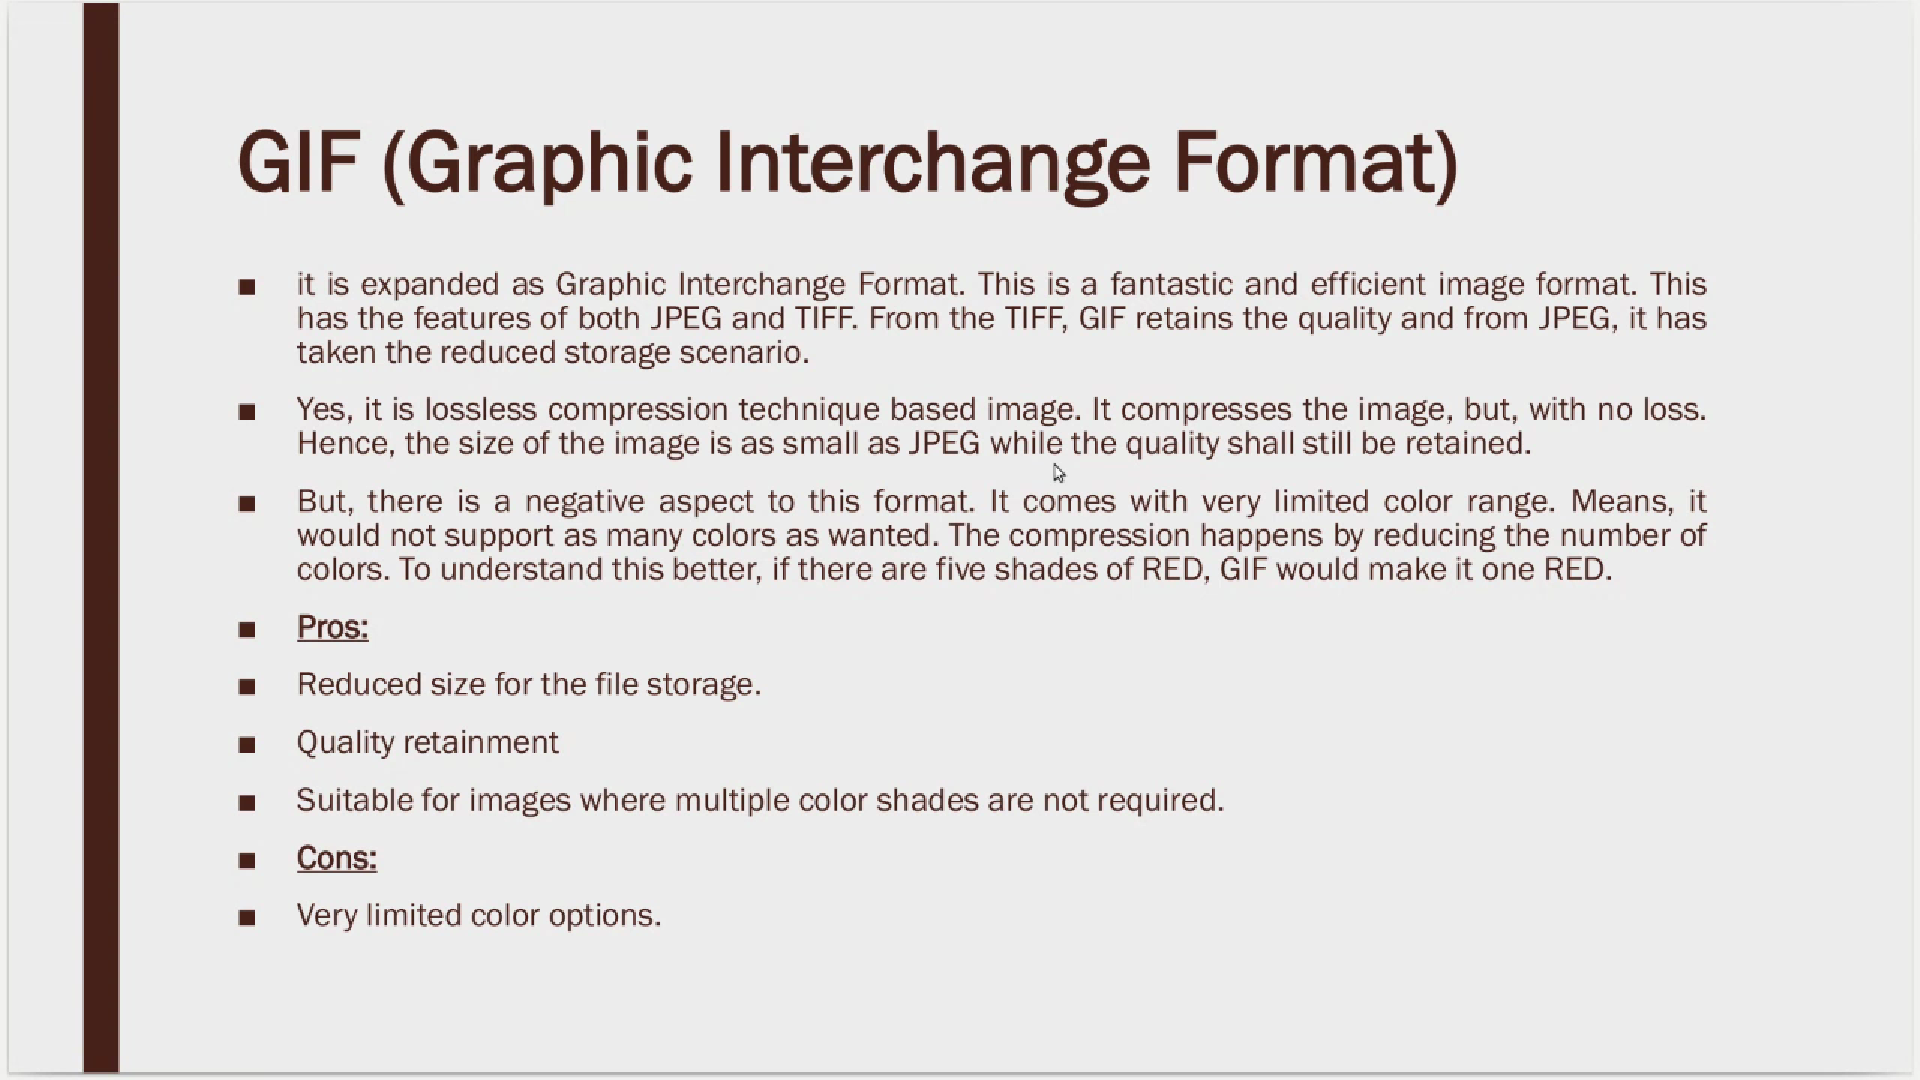 GIF (Graphic Interchange Format)
■ it is expanded as Graphic Interchange Format. This is a fantastic and efficient image format. This
has the features of both JPEG and TIFF. From the TIFF, GIF retains the quality and from JPEG, it has
taken the reduced storage scenario.
■ Yes, it is lossless compression technique based image. It compresses the image, but, with no loss.
Hence, the size of the image is as small as JPEG while the quality shall still be retained.
■ But, there is a negative aspect to this format. It comes with very limited color range. Means, it
would not support as many colors as wanted. The compression happens by reducing the number of
colors. To understand this better, if there are five shades of RED, GIF would make it one RED.
■ Pros:
■ Reduced size for the file storage.
■ Quality retainment
■ Suitable for images where multiple color shades are not required.
■ Cons:
■ Very limited color options.